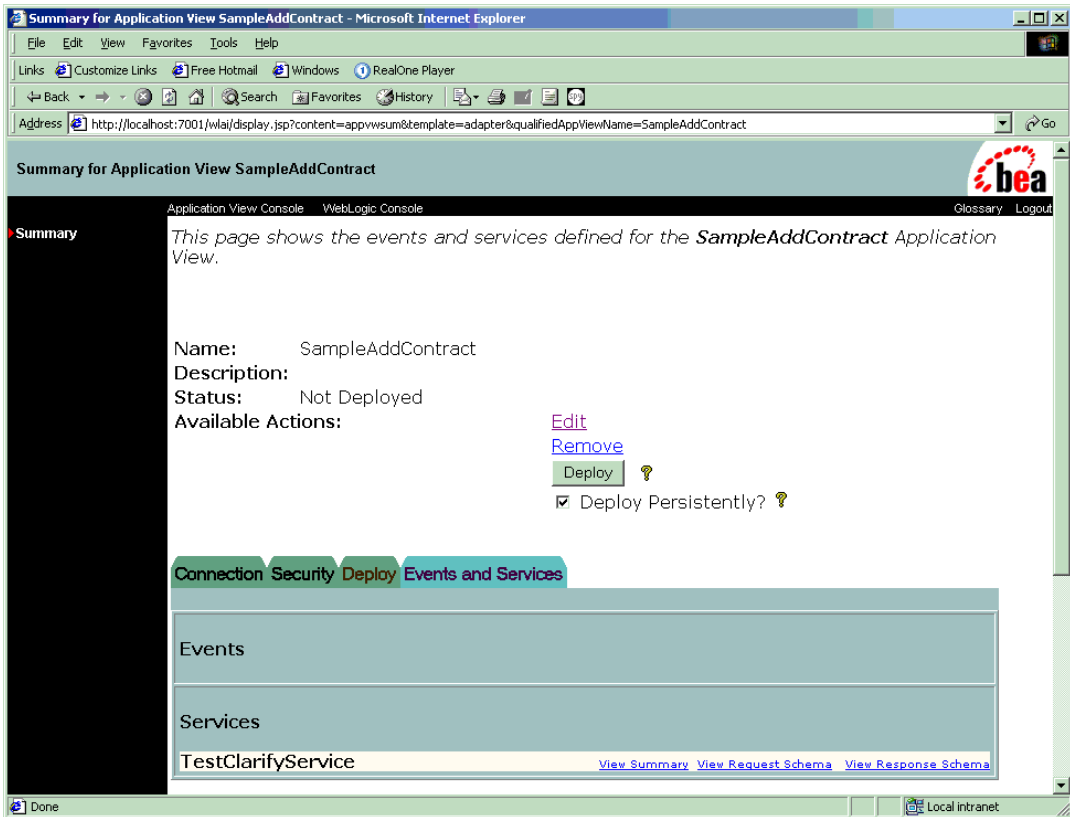 Summary for Application View SampleAddContract - Microsoft Internet Explorer
File Edit View Favorites Tools Help
Links Customize Links Free Hotmail Windows RealOne Player
Back Search Favorites History
Address http://localhost:7001/wlai/display.jsp?content=appvwsum&template=adapter&qualifiedAppViewName=SampleAddContract Go
Summary for Application View SampleAddContract
bea
Application View Console WebLogic Console Glossary Logout
Summary
This page shows the events and services defined for the SampleAddContract Application
View.
Name: SampleAddContract
Description:
Status: Not Deployed
Available Actions: Edit
Remove
Deploy ?
Deploy Persistently? ?
Connection Security Deploy Events and Services
Events
Services
TestClarifyService View Summary View Request Schema View Response Schema
Done Local intranet